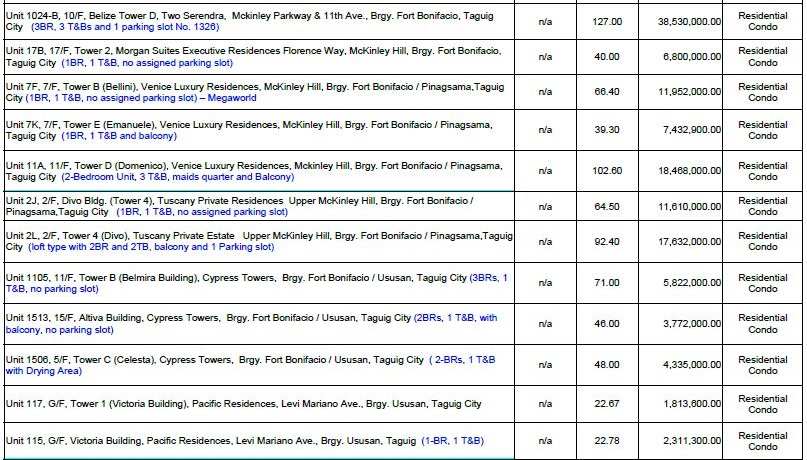 Unit 1024-B, 10/F, Belize Tower D, Two Serendra, Mckinley Parkway & 11th Ave., Brgy. Fort Bonifacio, Taguig
City (3BR, 3 T&Bs and 1 parking slot No. 1326)
n/a
127.00
38,530,000.00
Residential
Condo
Unit 17B, 17/F, Tower 2, Morgan Suites Executive Residences Florence Way, McKinley Hill, Brgy. Fort Bonifacio,
Taguig City (1BR, 1 T&B, no assigned parking slot)
n/a
40.00
6,800,000.00
Residential
Condo
Unit 7F, 7/F, Tower B (Bellini), Venice Luxury Residences, McKinley Hill, Brgy. Fort Bonifacio / Pinagsama,Taguig
City (1BR, 1 T&B, no assigned parking slot) – Megaworld
n/a
66.40
11,952,000.00
Residential
Condo
Unit 7K, 7/F, Tower E (Emanuele), Venice Luxury Residences, McKinley Hill, Brgy. Fort Bonifacio / Pinagsama,
Taguig City (1BR, 1 T&B and balcony)
n/a
39.30
7,432,900.00
Residential
Condo
Unit 11A, 11/F, Tower D (Domenico), Venice Luxury Residences, Mckinley Hill, Brgy. Fort Bonifacio / Pinagsama,
Taguig City (2-Bedroom Unit, 3 T&B, maids quarter and Balcony)
n/a
102.60
18,468,000.00
Residential
Condo
Unit 2J, 2/F, Divo Bldg. (Tower 4), Tuscany Private Residences Upper McKinley Hill, Brgy. Fort Bonifacio /
Pinagsama,Taguig City (1BR, 1 T&B, no assigned parking slot)
n/a
64.50
11,610,000.00
Residential
Condo
Unit 2L, 2/F, Tower 4 (Divo), Tuscany Private Estate Upper McKinley Hill, Brgy. Fort Bonifacio / Pinagsama,Taguig
City (loft type with 2BR and 2TB, balcony and 1 Parking slot)
n/a
92.40
17,632,000.00
Residential
Condo
Unit 1105, 11/F, Tower B (Belmira Building), Cypress Towers, Brgy. Fort Bonifacio / Ususan, Taguig City (3BRs, 1
T&B, no parking slot)
n/a
71.00
5,822,000.00
Residential
Condo
Unit 1513, 15/F, Altiva Building, Cypress Towers, Brgy. Fort Bonifacio / Ususan, Taguig City (2BRs, 1 T&B, with
balcony, no parking slot)
n/a
46.00
3,772,000.00
Residential
Condo
Unit 1506, 5/F, Tower C (Celesta), Cypress Towers, Brgy. Fort Bonifacio / Ususan, Taguig City ( 2-BRs, 1 T&B
with Drying Area)
n/a
48.00
4,335,000.00
Residential
Condo
Unit 117, G/F, Tower 1 (Victoria Building), Pacific Residences, Levi Mariano Ave., Brgy. Ususan, Taguig City
n/a
22.67
1,813,600.00
Residential
Condo
Unit 115, G/F, Victoria Building, Pacific Residences, Levi Mariano Ave., Brgy. Ususan, Taguig (1-BR, 1 T&B)
n/a
22.78
2,311,300.00
Residential
Condo